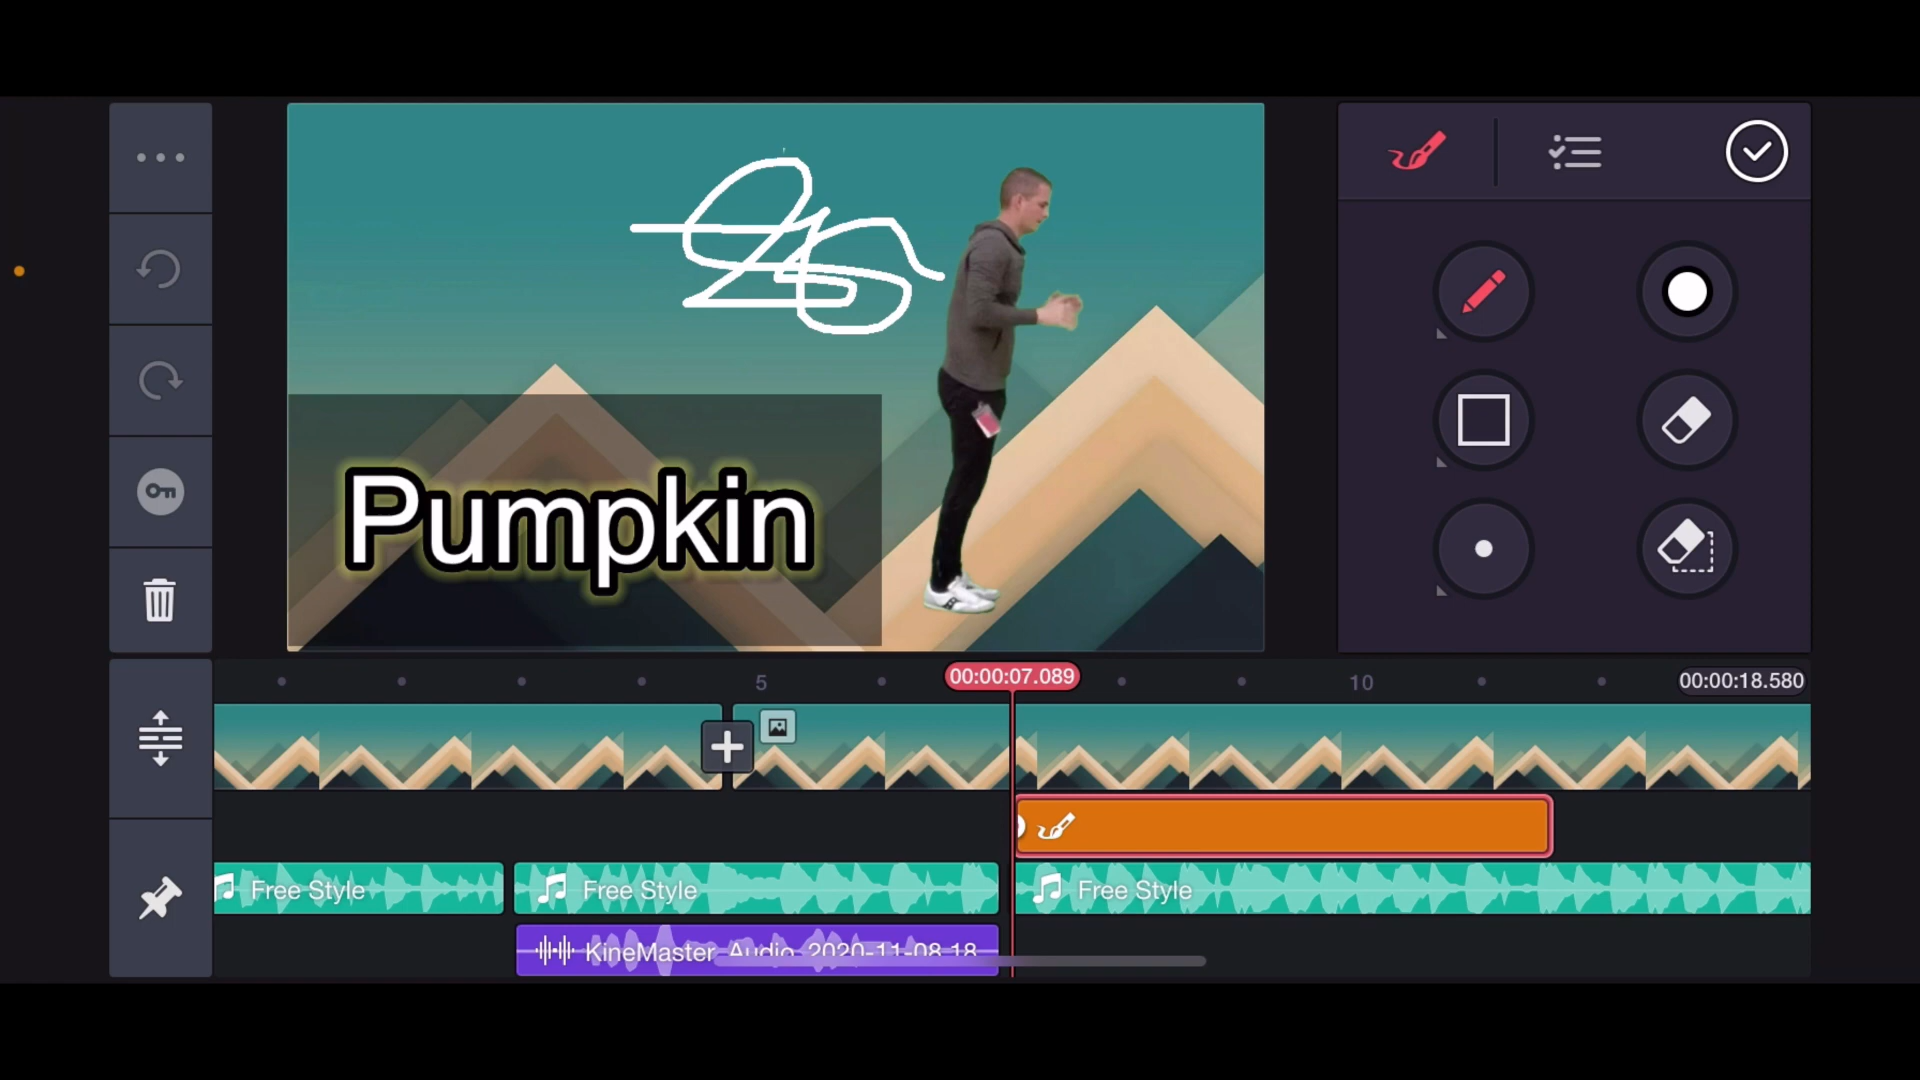 Pumpkin
5
00:00:07.089
10
00:00:18.580
Free Style
Free Style
Free Style
KineMaster Audio 2020-11-08 18